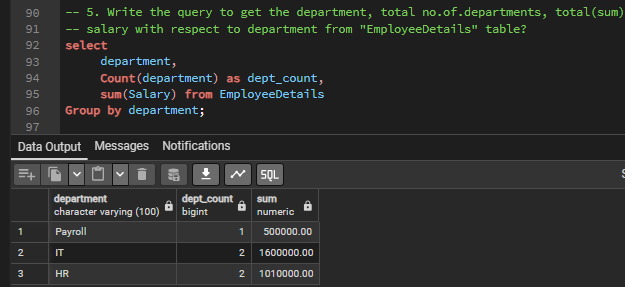 90 -- 5. Write the query to get the department, total no.of.departments, total(sum)
91 -- salary with respect to department from "EmployeeDetails" table?
92 select
93 department,
94 Count(department) as dept_count,
95 sum(Salary) from EmployeeDetails
96 Group by department;
97
Data Output Messages Notifications
SQL
department dept_count sum
character varying (100) bigint numeric
1 Payroll 1 500000.00
2 IT 2 1600000.00
3 HR 2 1010000.00